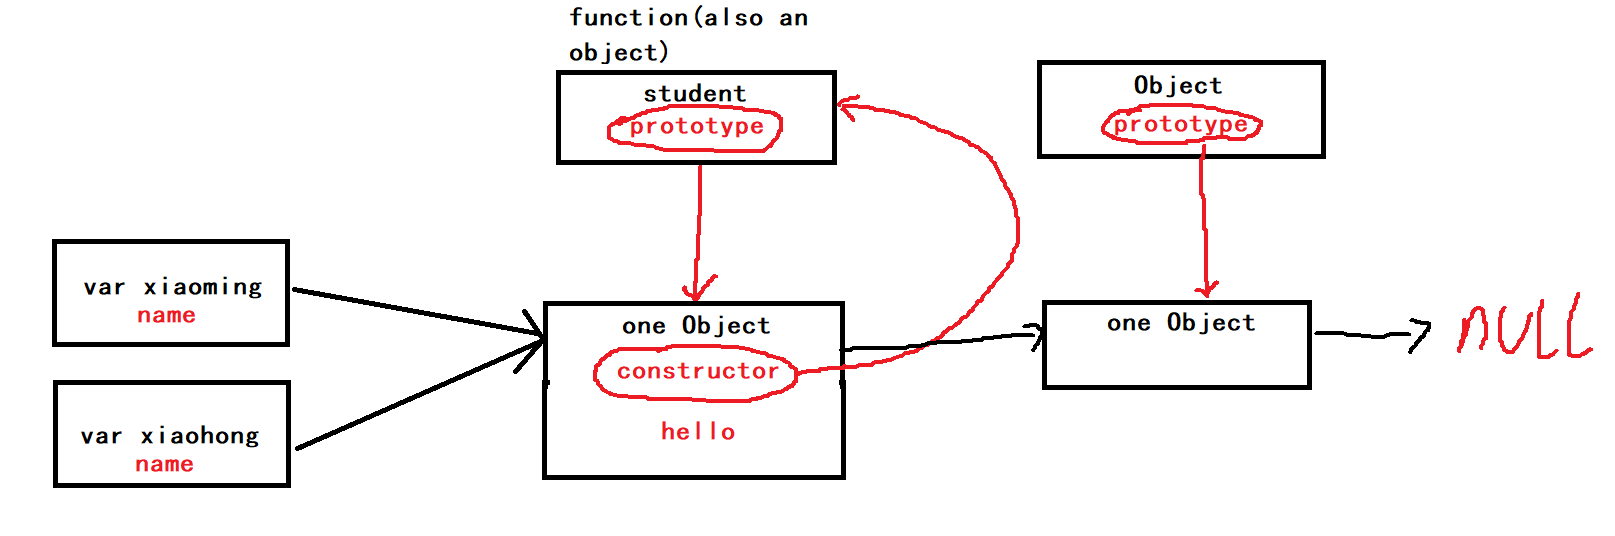 function(also an
object)
student
prototype
Object
prototype
var xiaoming
name
one Object
constructor
hello
one Object
null
var xiaohong
name